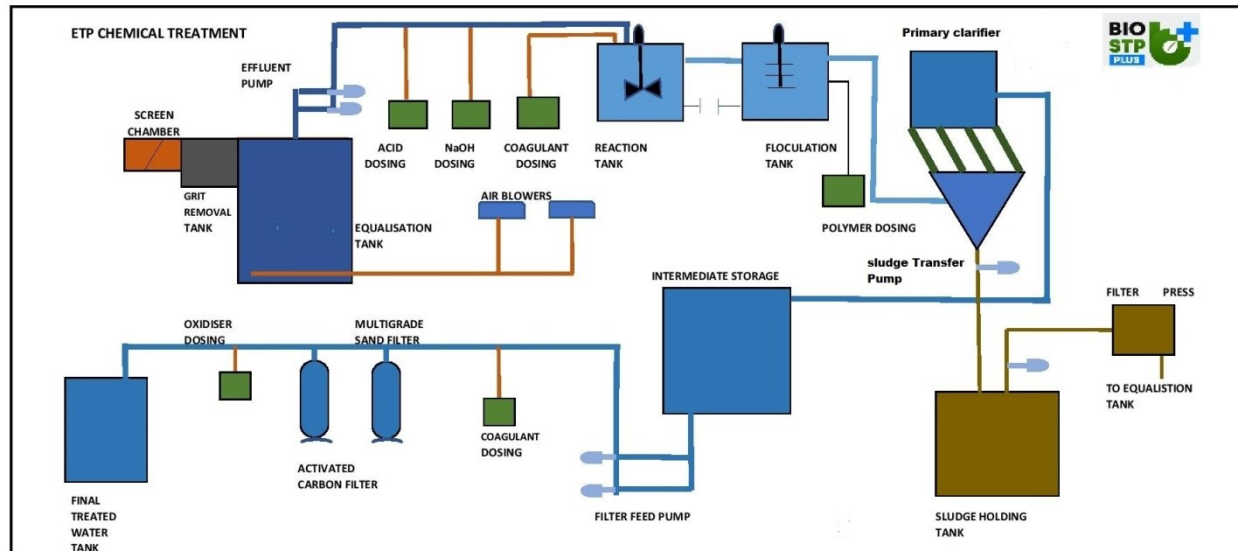 ETP CHEMICAL TREATMENT
BIO
STP
PLUS
Primary clarifier
EFFLUENT
PUMP
SCREEN
CHAMBER
ACID
DOSING
NaOH
DOSING
COAGULANT
DOSING
REACTION
TANK
FLOCULATION
TANK
GRIT
REMOVAL
TANK
AIR BLOWERS
EQUALISATION
TANK
POLYMER DOSING
sludge Transfer
Pump
INTERMEDIATE STORAGE
FILTER PRESS
OXIDISER
DOSING
MULTIGRADE
SAND FILTER
TO EQUALISTION
TANK
COAGULANT
DOSING
ACTIVATED
CARBON FILTER
FINAL
TREATED
WATER
TANK
FILTER FEED PUMP
SLUDGE HOLDING
TANK